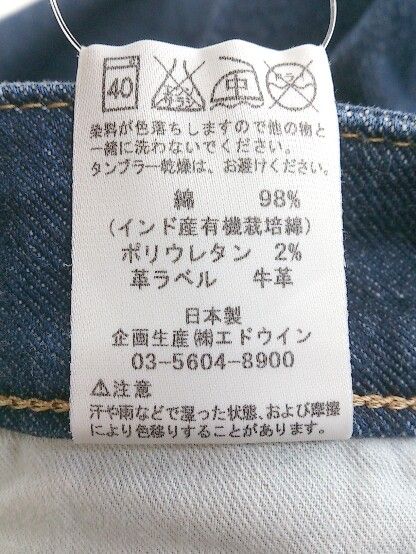 40 エンソ サラシ 中 ドライ
染料が色落ちしますので他の物と
一緒に洗わないでください。
タンブラー乾燥は、お避けください。
綿 98%
(インド産有機栽培綿)
ポリウレタン 2%
革ラベル 牛革
日本製
企画生産㈱エドウイン
03-5604-8900
⚠注意
汗や雨などで湿った状態、および摩擦
により色移りすることがあります。